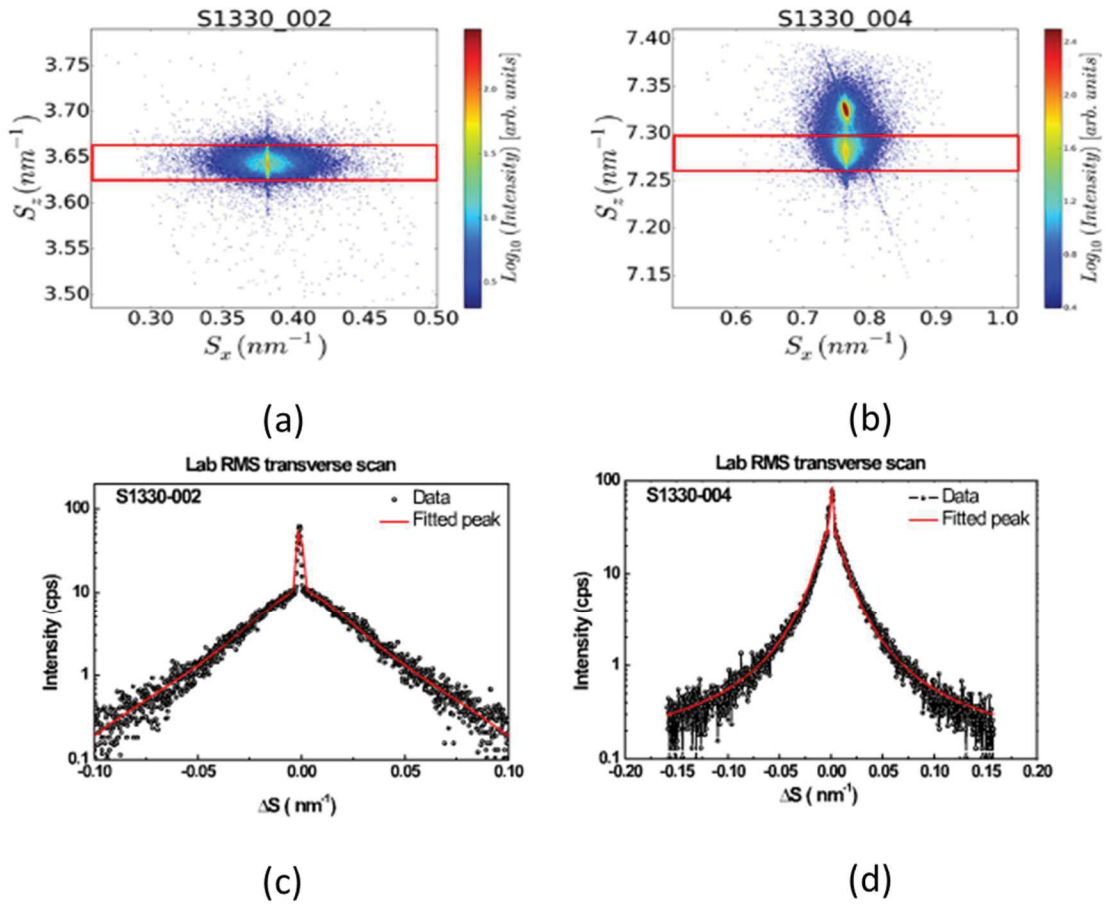 S1330_002
S1330_004
3.75
3.70
3.65
3.60
3.55
3.50
S_z (nm^{-1})
0.30 0.40 0.50
S_x (nm^{-1})
2.0
1.5
1.0
0.5
Log_{10} (Intensity) [arb. units]
7.40
7.35
7.30
7.25
7.20
7.15
S_z (nm^{-1})
0.6 0.7 0.8 0.9 1.0
S_x (nm^{-1})
2.4
2.0
1.6
1.2
0.8
0.4
Log_{10} (Intensity) [arb. units]
(a)
(b)
Lab RMS transverse scan
S1330-002
Data
Fitted peak
100
10
1
0.1
Intensity (cps)
-0.10 -0.05 0.00 0.05 0.10
ΔS ( nm^{-1})
Lab RMS transverse scan
S1330-004
Data
Fitted peak
100
10
1
0.1
Intensity (cps)
-0.20 -0.15 -0.10 -0.05 0.00 0.05 0.10 0.15 0.20
ΔS ( nm^{-1})
(c)
(d)